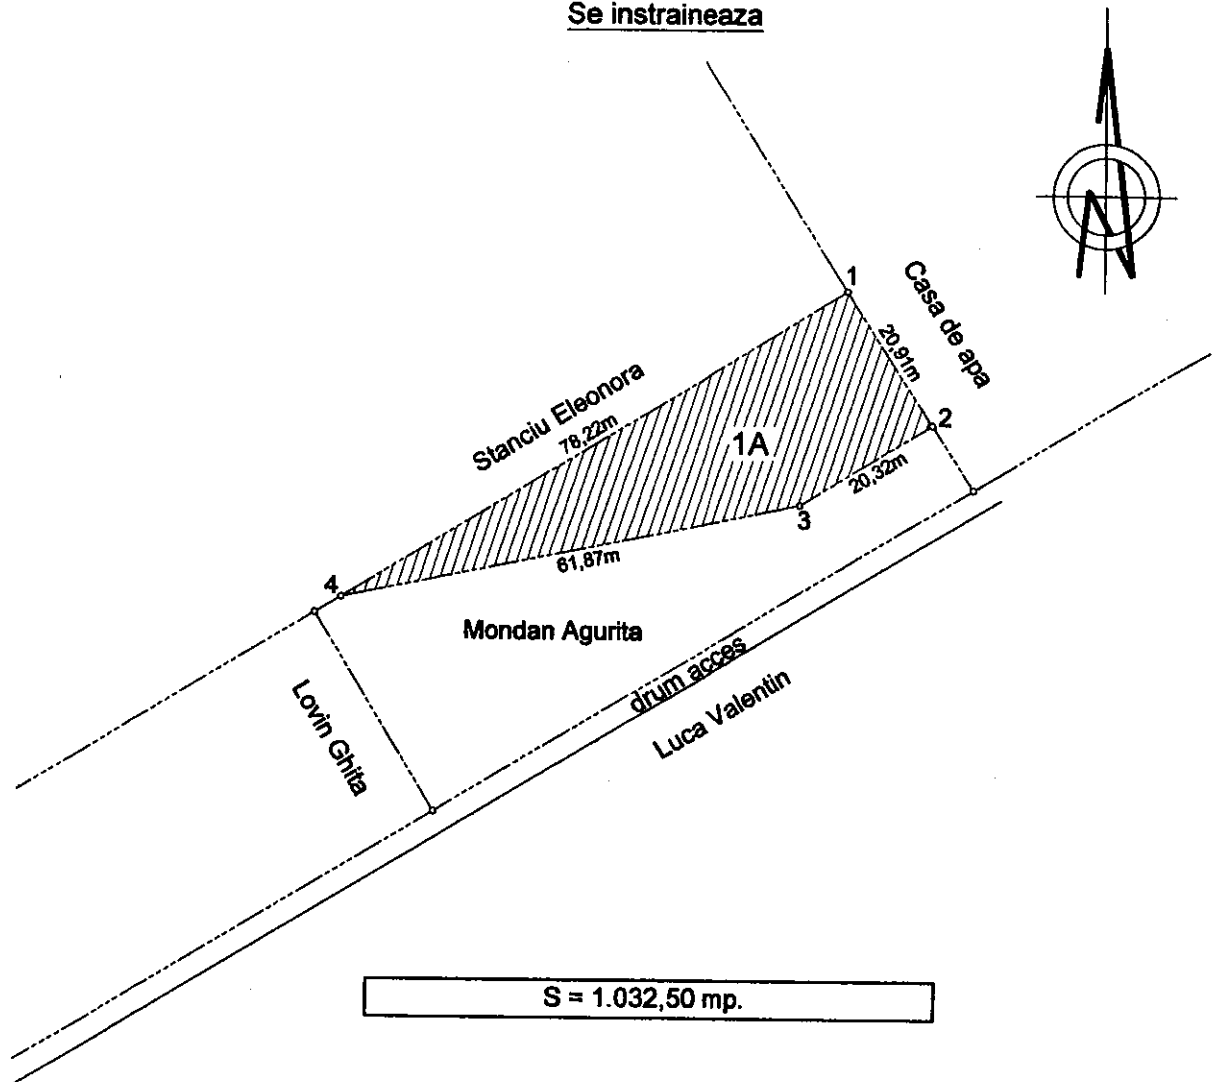 Se instraineaza
N
1
Casa de apa
20,91m
Stanciu Eleonora
78,22m
1A
2
20,32m
3
61,87m
4
Mondan Agurita
Lovin Ghita
drum acces
Luca Valentin
S = 1.032,50 mp.